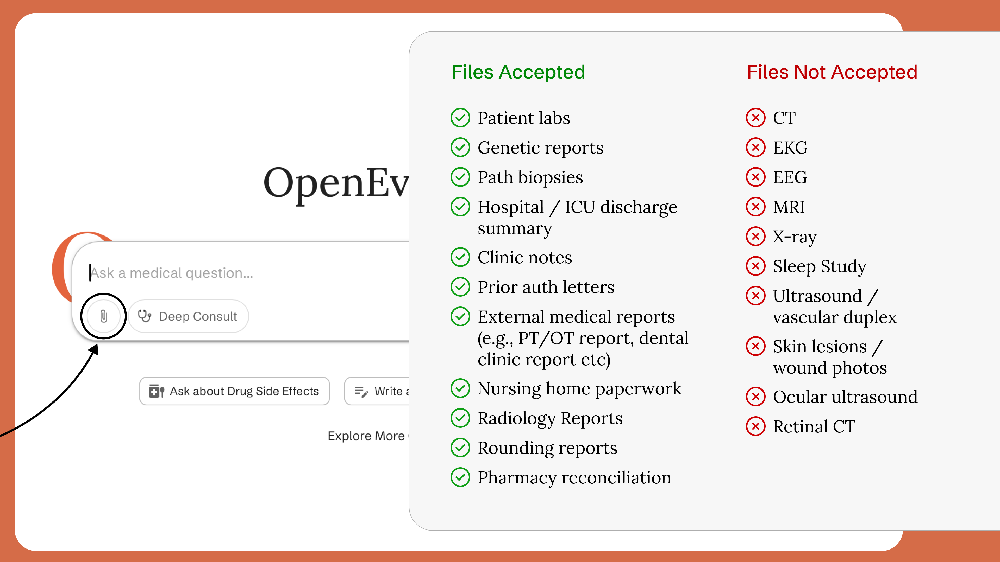 OpenEv
Ask a medical question...
Deep Consult
Ask about Drug Side Effects
Write a
Explore More
Files Accepted
Patient labs
Genetic reports
Path biopsies
Hospital / ICU discharge
summary
Clinic notes
Prior auth letters
External medical reports
(e.g., PT/OT report, dental
clinic report etc)
Nursing home paperwork
Radiology Reports
Rounding reports
Pharmacy reconciliation
Files Not Accepted
CT
EKG
EEG
MRI
X-ray
Sleep Study
Ultrasound /
vascular duplex
Skin lesions /
wound photos
Ocular ultrasound
Retinal CT